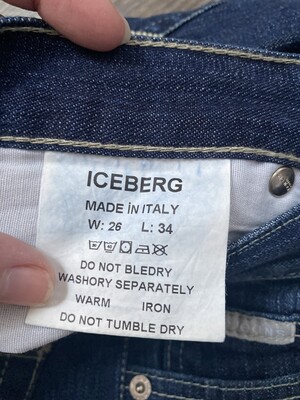 ICEBERG
MADE iN ITALY
W: 26 L: 34
DO NOT BLEDRY
WASHORY SEPARATELY
WARM IRON
DO NOT TUMBLE DRY